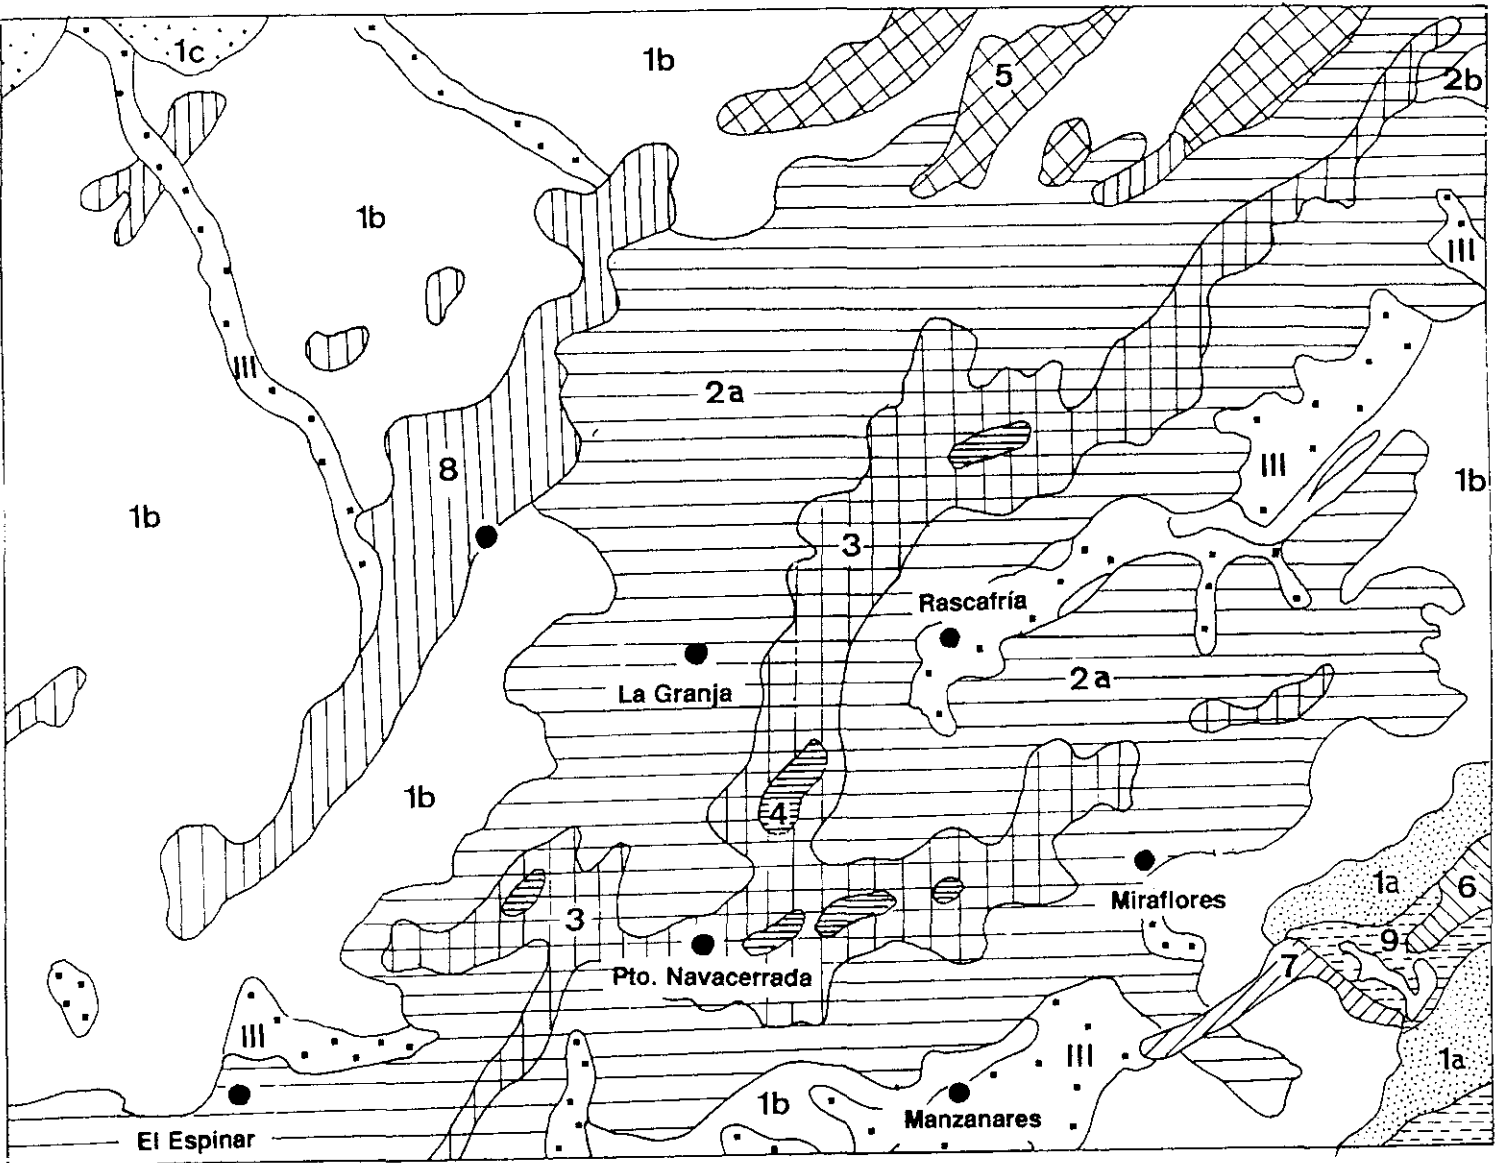 1c
1b
5
2b
1b
III
III
2a
8
III
1b
1b
3
Rascafría
La Granja
2a
1b
4
1a
6
Miraflores
3
9
Pto. Navacerrada
7
III
III
1a
1b
Manzanares
El Espinar